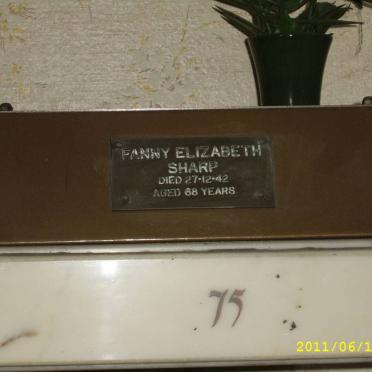 FANNY ELIZABETH
SHARP
DIED 27-12-42
AGED 68 YEARS
75
2011/06/1